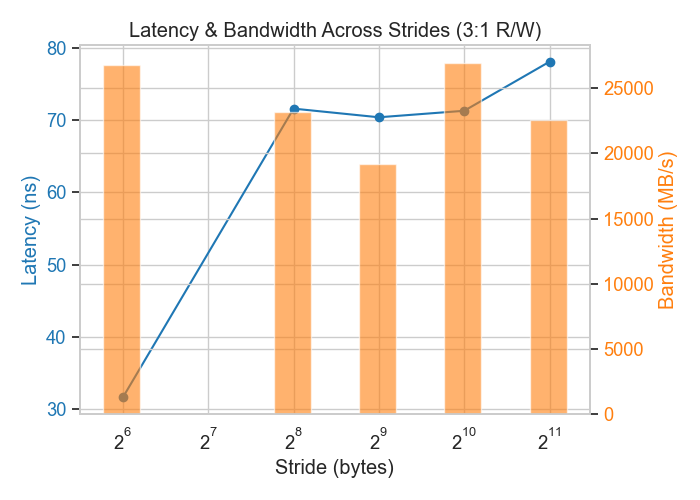 Latency & Bandwidth Across Strides (3:1 R/W)
80
70
60
50
40
30
Latency (ns)
25000
20000
15000
10000
5000
0
Bandwidth (MB/s)
2^6 2^7 2^8 2^9 2^10 2^11
Stride (bytes)